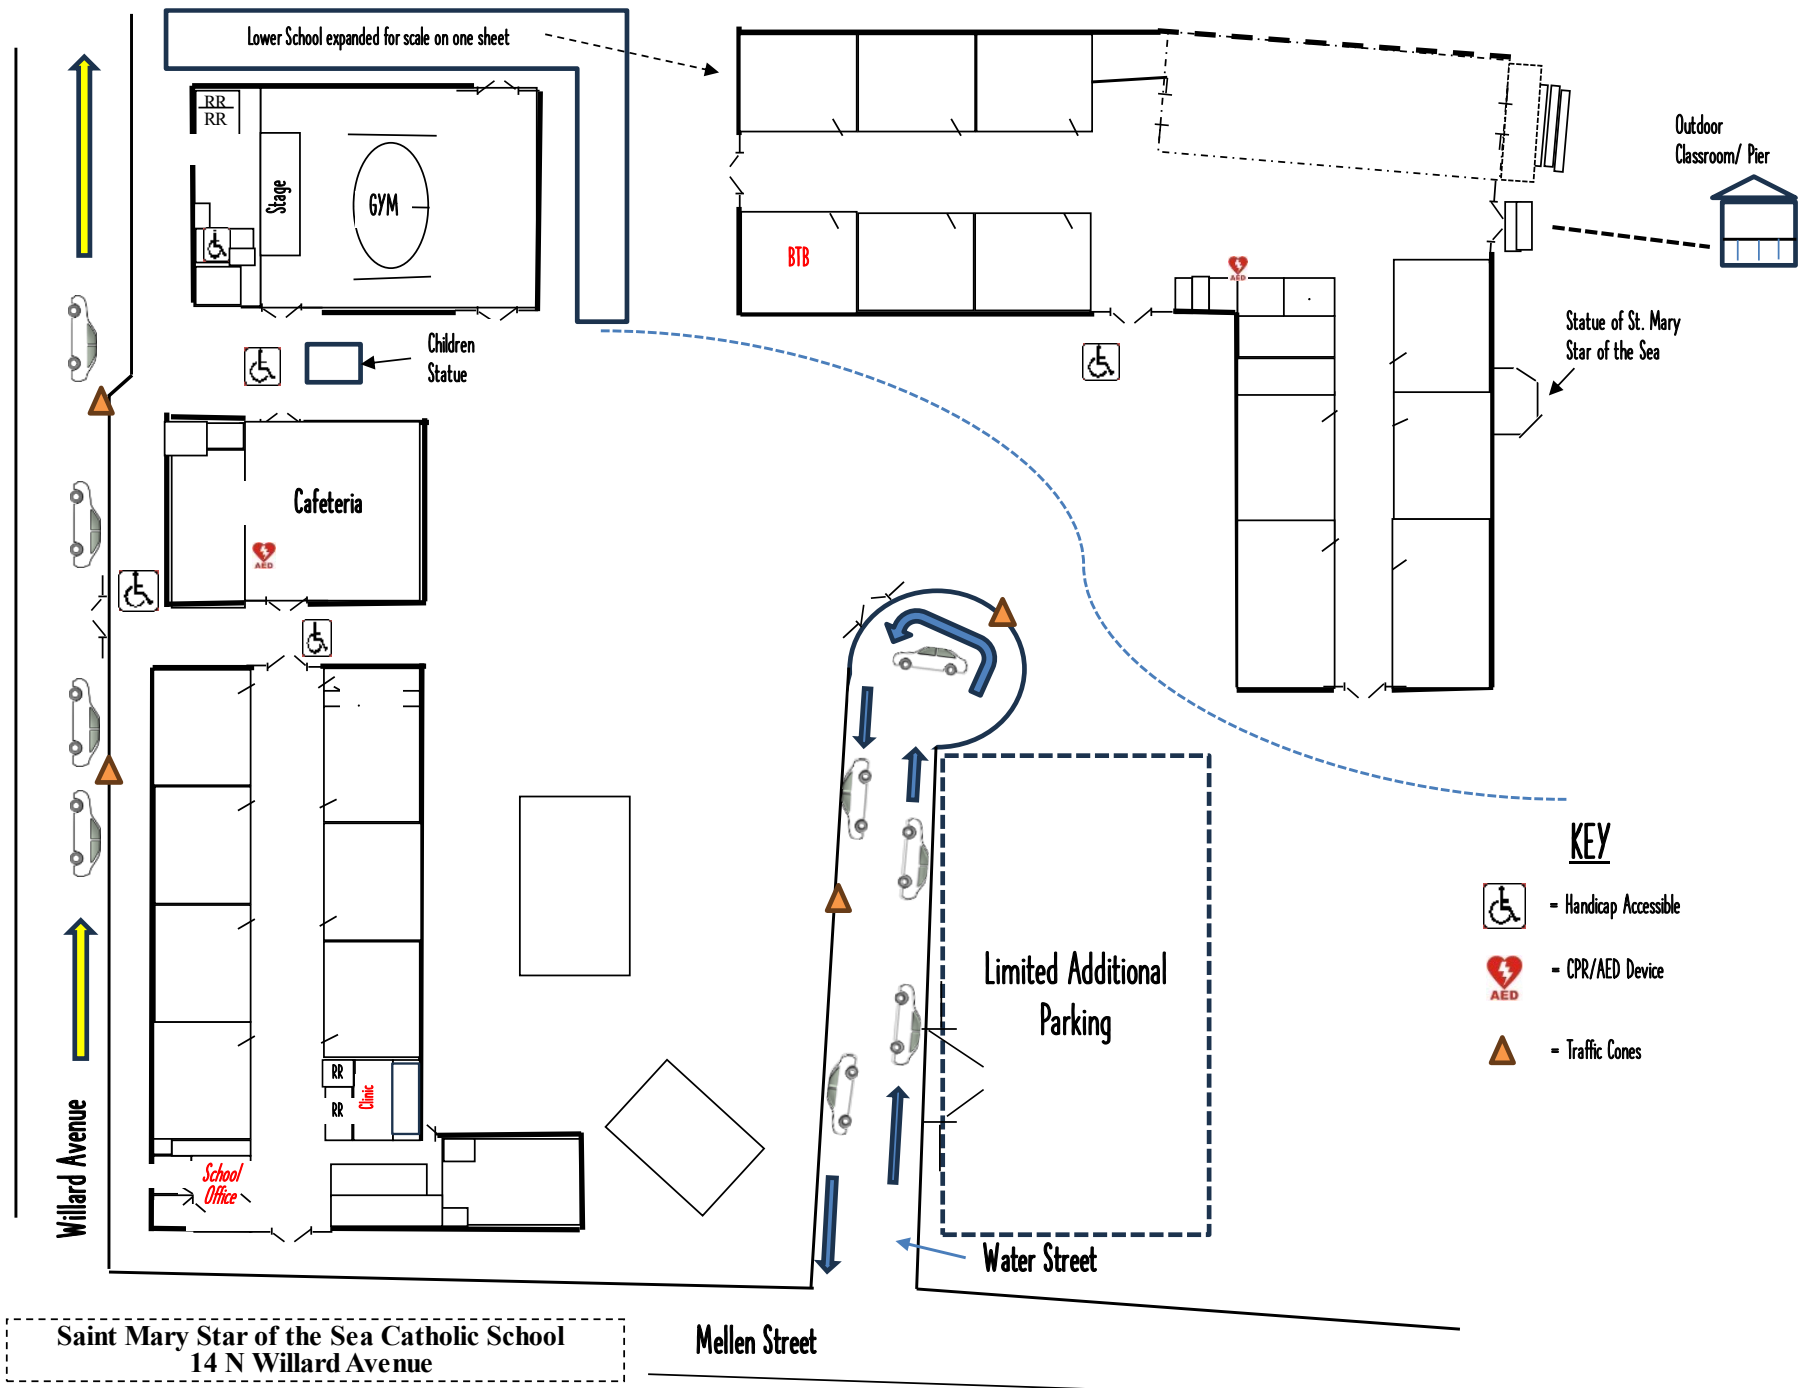 Lower School expanded for scale on one sheet
RR
RR
Stage
GYM
Outdoor
Classroom/ Pier
BTB
AED
Statue of St. Mary
Star of the Sea
Children
Statue
Cafeteria
AED
KEY
= Handicap Accessible
= CPR/AED Device
AED
= Traffic Cones
Limited Additional
Parking
RR
RR
Clinic
School
Office
Willard Avenue
Water Street
Mellen Street
Saint Mary Star of the Sea Catholic School
14 N Willard Avenue